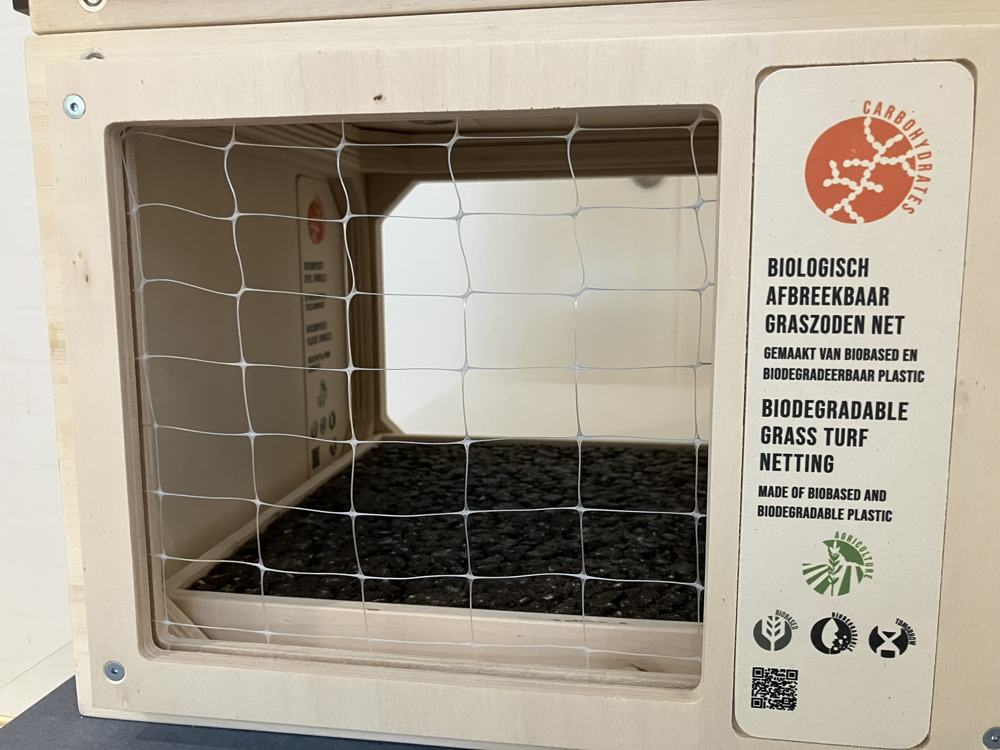 CARBOHYDRATES
BIOLOGISCH
AFBREEKBAAR
GRASZODEN NET
GEMAAKT VAN BIOBASED EN
BIODEGRADEERBAAR PLASTIC
BIODEGRADABLE
GRASS TURF
NETTING
MADE OF BIOBASED AND
BIODEGRADABLE PLASTIC
AGRICULTURE
BIOBASED
BIODEGRADABLE
TOMORROW